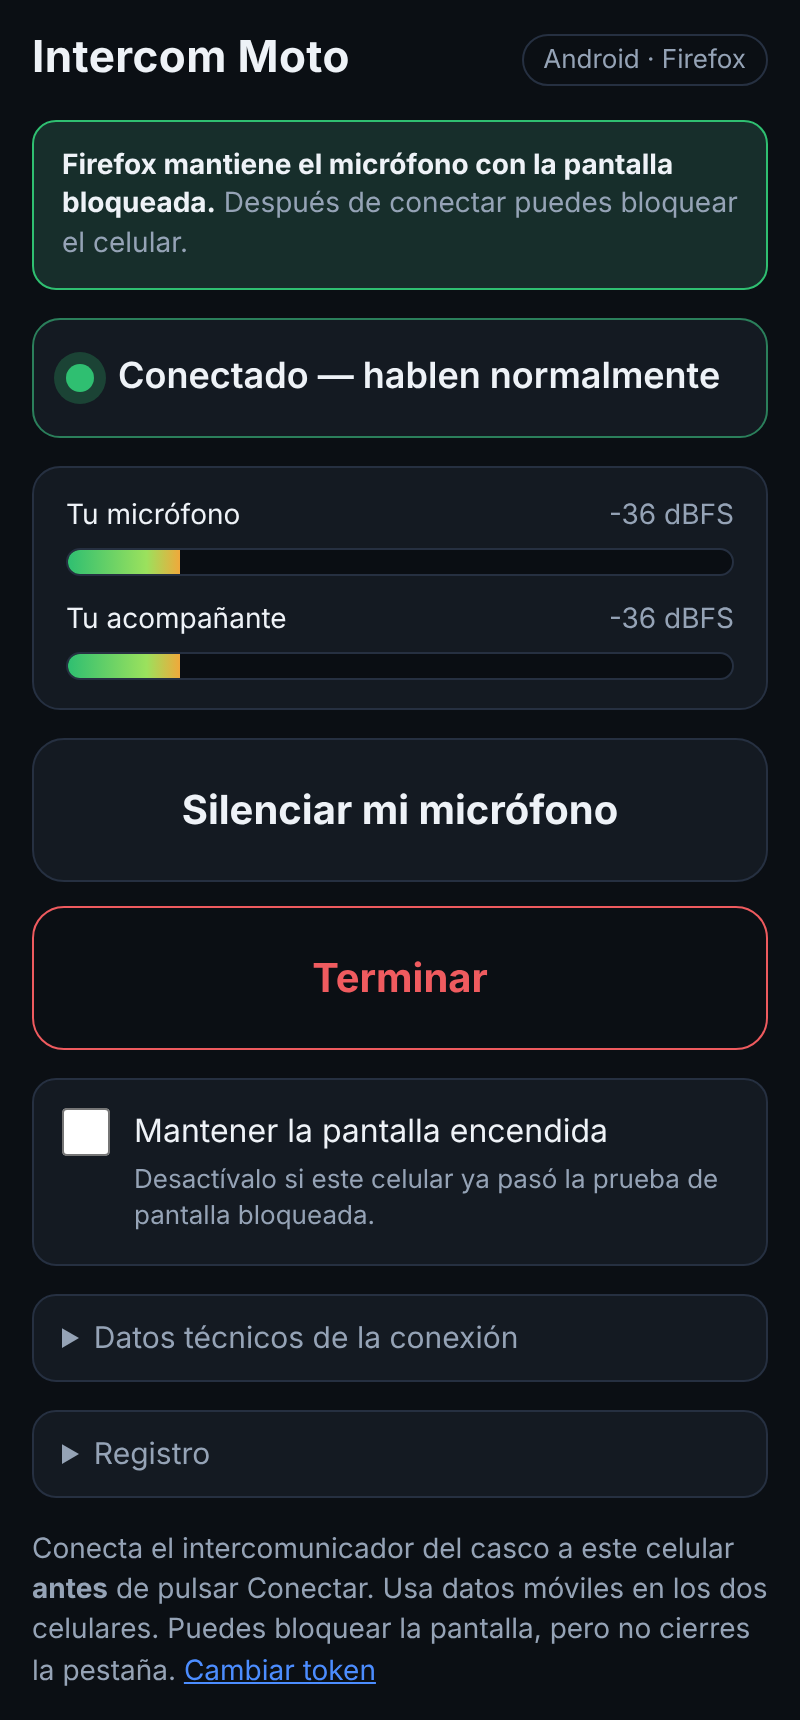 Intercom Moto
Android · Firefox
Firefox mantiene el micrófono con la pantalla
bloqueada. Después de conectar puedes bloquear
el celular.
Conectado — hablen normalmente
Tu micrófono
-36 dBFS
Tu acompañante
-36 dBFS
Silenciar mi micrófono
Terminar
Mantener la pantalla encendida
Desactívalo si este celular ya pasó la prueba de
pantalla bloqueada.
Datos técnicos de la conexión
Registro
Conecta el intercomunicador del casco a este celular
antes de pulsar Conectar. Usa datos móviles en los dos
celulares. Puedes bloquear la pantalla, pero no cierres
la pestaña. Cambiar token